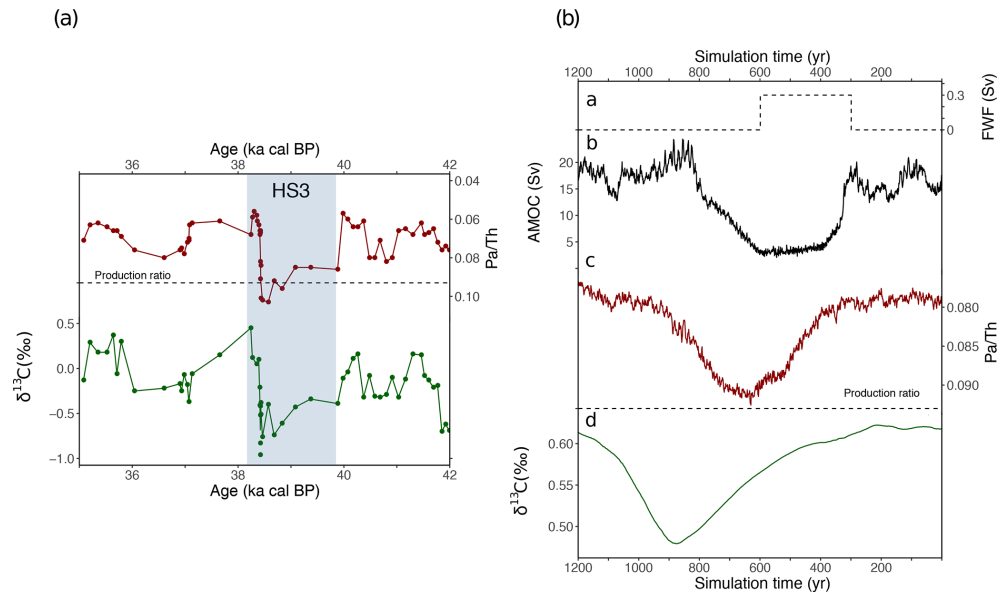 (a)
Age (ka cal BP)
36 38 40 42
HS3
0.04
0.06
0.08
0.10
Pa/Th
Production ratio
0.5
0.0
−0.5
−1.0
δ13C(‰)
36 38 40 42
Age (ka cal BP)
(b)
Simulation time (yr)
1200 1000 800 600 400 200
a
0.3
0
FWF (Sv)
b
20
15
10
5
AMOC (Sv)
c
0.080
0.085
0.090
Pa/Th
Production ratio
d
0.60
0.55
0.50
δ13C(‰)
1200 1000 800 600 400 200
Simulation time (yr)